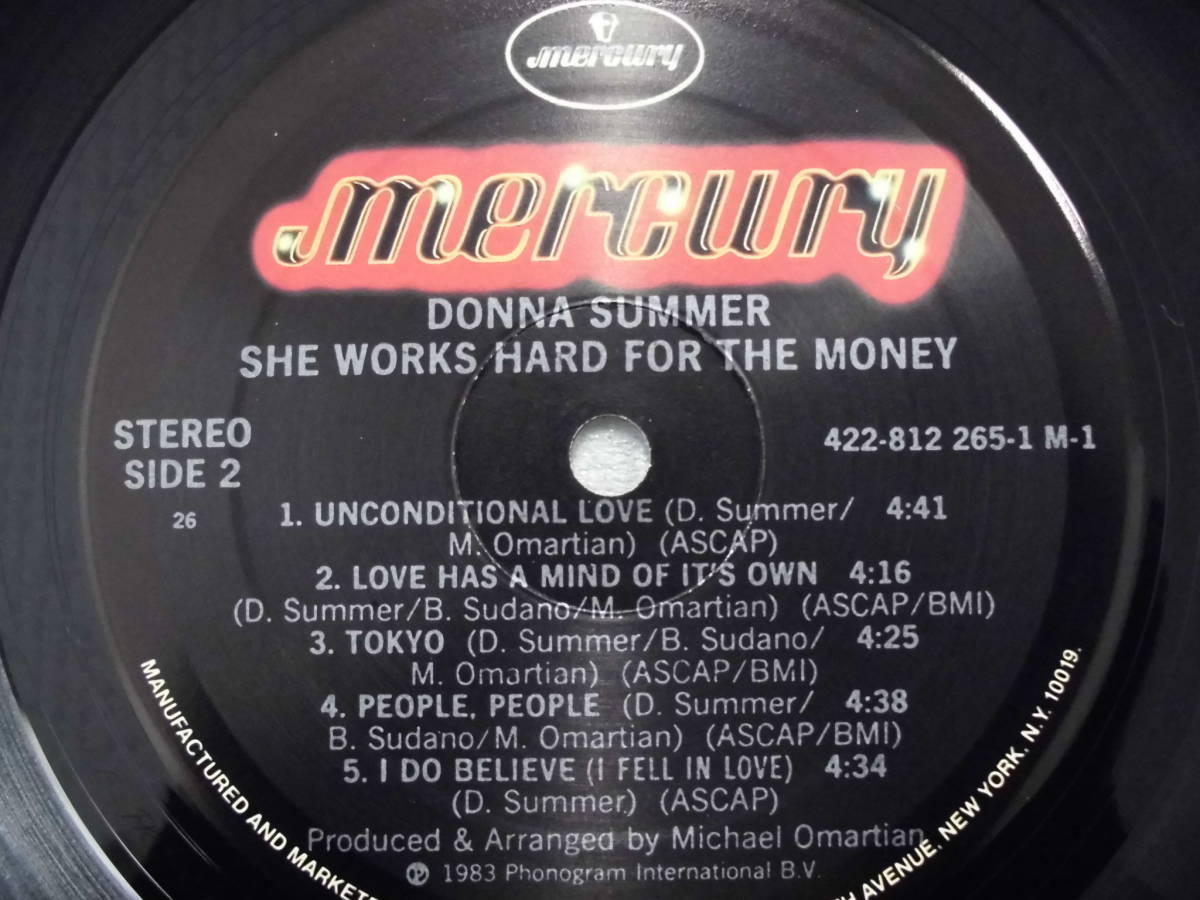 mercury
mercury
DONNA SUMMER
SHE WORKS HARD FOR THE MONEY
STEREO
SIDE 2
422-812 265-1 M-1
26
1. UNCONDITIONAL LOVE (D. Summer/ 4:41
M. Omartian) (ASCAP)
2. LOVE HAS A MIND OF IT'S OWN 4:16
(D. Summer/B. Sudano/M. Omartian) (ASCAP/BMI)
3. TOKYO (D. Summer/B. Sudano/ 4:25
M. Omartian) (ASCAP/BMI)
4. PEOPLE, PEOPLE (D. Summer/ 4:38
B. Sudano/M. Omartian) (ASCAP/BMI)
5. I DO BELIEVE (I FELL IN LOVE) 4:34
(D. Summer) (ASCAP)
Produced & Arranged by Michael Omartian
℗ 1983 Phonogram International B.V.
MANUFACTURED AND MARKETE
AVENUE, NEW YORK, N.Y. 10019.